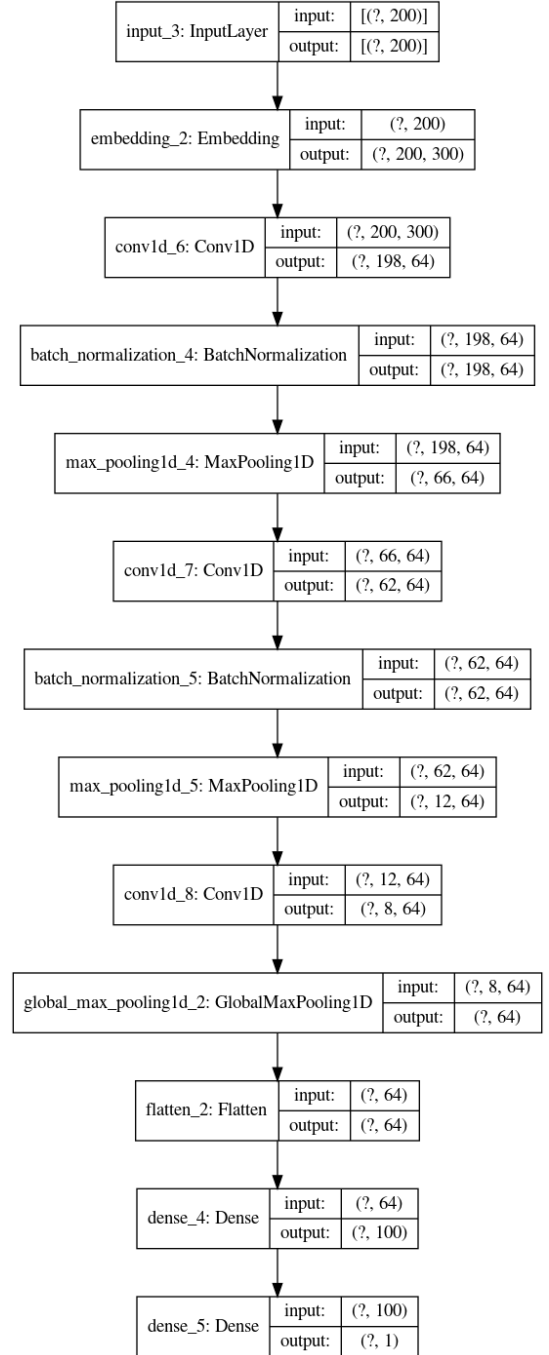 input_3: InputLayer
input: [(?, 200)]
output: [(?, 200)]
embedding_2: Embedding
input: (?, 200)
output: (?, 200, 300)
conv1d_6: Conv1D
input: (?, 200, 300)
output: (?, 198, 64)
batch_normalization_4: BatchNormalization
input: (?, 198, 64)
output: (?, 198, 64)
max_pooling1d_4: MaxPooling1D
input: (?, 198, 64)
output: (?, 66, 64)
conv1d_7: Conv1D
input: (?, 66, 64)
output: (?, 62, 64)
batch_normalization_5: BatchNormalization
input: (?, 62, 64)
output: (?, 62, 64)
max_pooling1d_5: MaxPooling1D
input: (?, 62, 64)
output: (?, 12, 64)
conv1d_8: Conv1D
input: (?, 12, 64)
output: (?, 8, 64)
global_max_pooling1d_2: GlobalMaxPooling1D
input: (?, 8, 64)
output: (?, 64)
flatten_2: Flatten
input: (?, 64)
output: (?, 64)
dense_4: Dense
input: (?, 64)
output: (?, 100)
dense_5: Dense
input: (?, 100)
output: (?, 1)